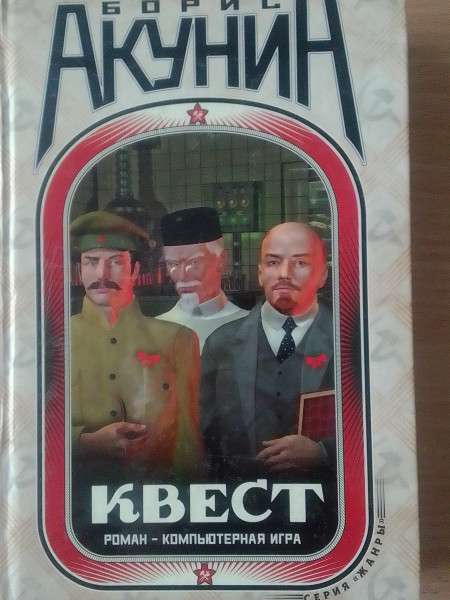 БОРИС
АКУНИН
КВЕСТ
РОМАН - КОМПЬЮТЕРНАЯ ИГРА
СЕРИЯ «ЖАНРЫ»